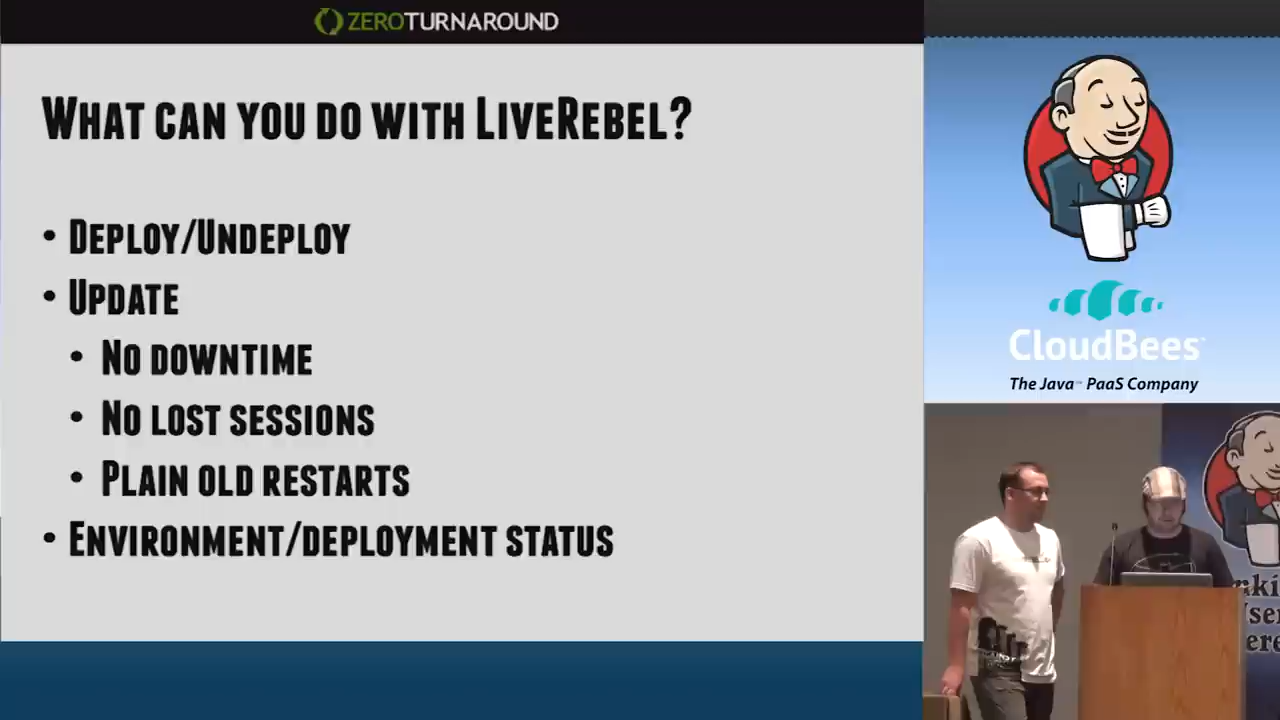 ZEROTURNAROUND
WHAT CAN YOU DO WITH LIVEREBEL?
• DEPLOY/UNDEPLOY
• UPDATE
• NO DOWNTIME
• NO LOST SESSIONS
• PLAIN OLD RESTARTS
• ENVIRONMENT/DEPLOYMENT STATUS
CloudBees
The Java™ PaaS Company